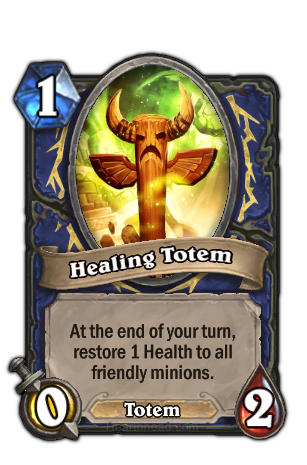 1
Healing Totem
At the end of your turn,
restore 1 Health to all
friendly minions.
0
Totem
2